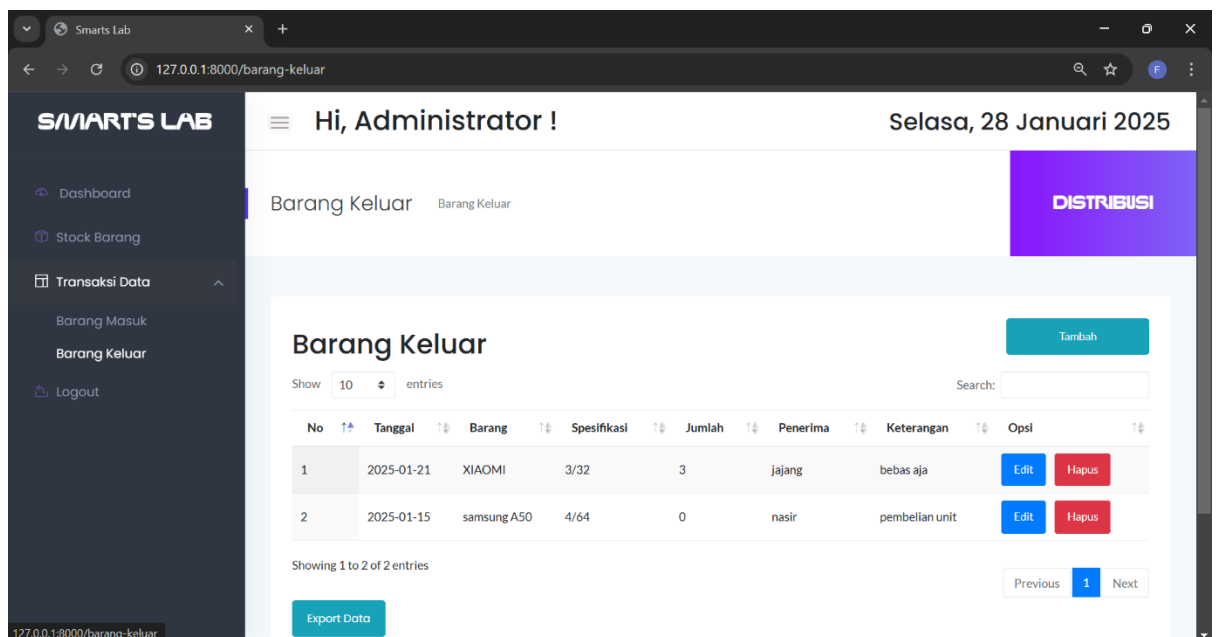 Smarts Lab
127.0.0.1:8000/barang-keluar
F
SMARTS LAB
Hi, Administrator !
Selasa, 28 Januari 2025
Dashboard
Stock Barang
Transaksi Data
Barang Masuk
Barang Keluar
Logout
Barang Keluar Barang Keluar
DISTRIBUSI
Barang Keluar
Tambah
Show 10 entries
Search:
No Tanggal Barang Spesifikasi Jumlah Penerima Keterangan Opsi
1 2025-01-21 XIAOMI 3/32 3 jajang bebas aja Edit Hapus
2 2025-01-15 samsung A50 4/64 0 nasir pembelian unit Edit Hapus
Showing 1 to 2 of 2 entries
Previous 1 Next
Export Data
127.0.0.1:8000/barang-keluar